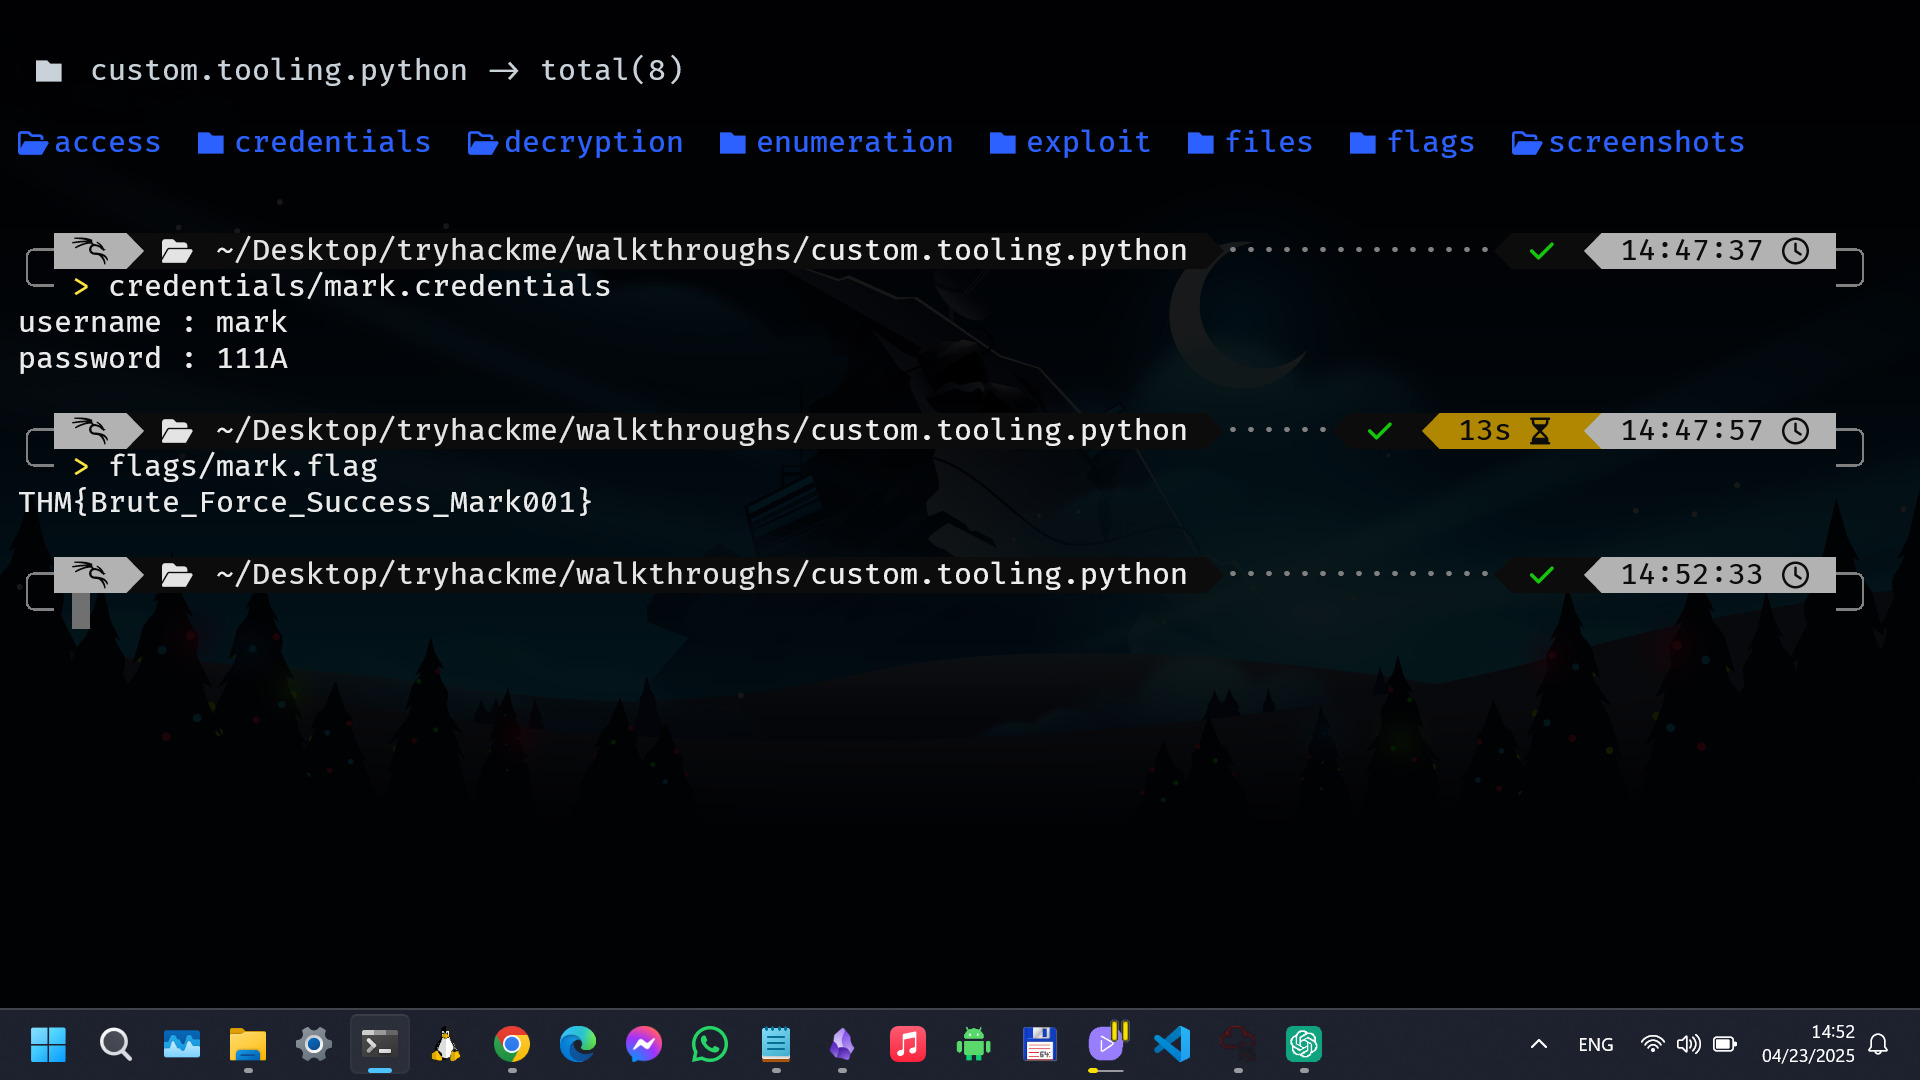 custom.tooling.python → total(8)
access credentials decryption enumeration exploit files flags screenshots
~/Desktop/tryhackme/walkthroughs/custom.tooling.python ✓ 14:47:37
> credentials/mark.credentials
username : mark
password : 111A
~/Desktop/tryhackme/walkthroughs/custom.tooling.python ✓ 13s 14:47:57
> flags/mark.flag
THM{Brute_Force_Success_Mark001}
~/Desktop/tryhackme/walkthroughs/custom.tooling.python ✓ 14:52:33
64
ENG
14:52
04/23/2025